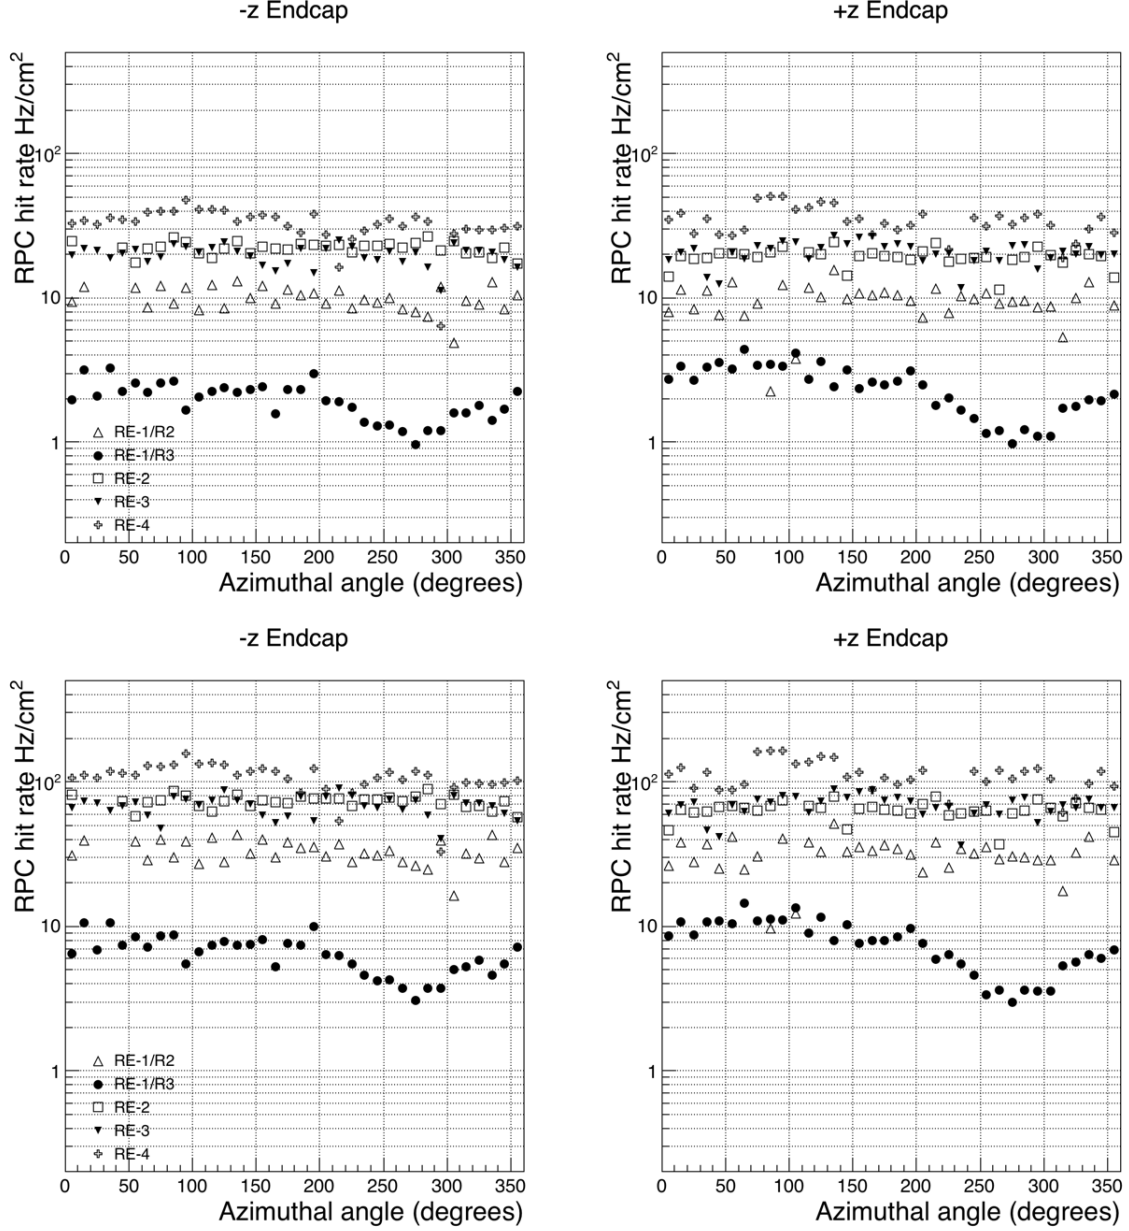 -z Endcap
+z Endcap
RPC hit rate Hz/cm²
10²
10
1
RE-1/R2
RE-1/R3
RE-2
RE-3
RE-4
0 50 100 150 200 250 300 350
Azimuthal angle (degrees)
RPC hit rate Hz/cm²
10²
10
1
0 50 100 150 200 250 300 350
Azimuthal angle (degrees)
-z Endcap
+z Endcap
RPC hit rate Hz/cm²
10²
10
1
RE-1/R2
RE-1/R3
RE-2
RE-3
RE-4
0 50 100 150 200 250 300 350
Azimuthal angle (degrees)
RPC hit rate Hz/cm²
10²
10
1
0 50 100 150 200 250 300 350
Azimuthal angle (degrees)